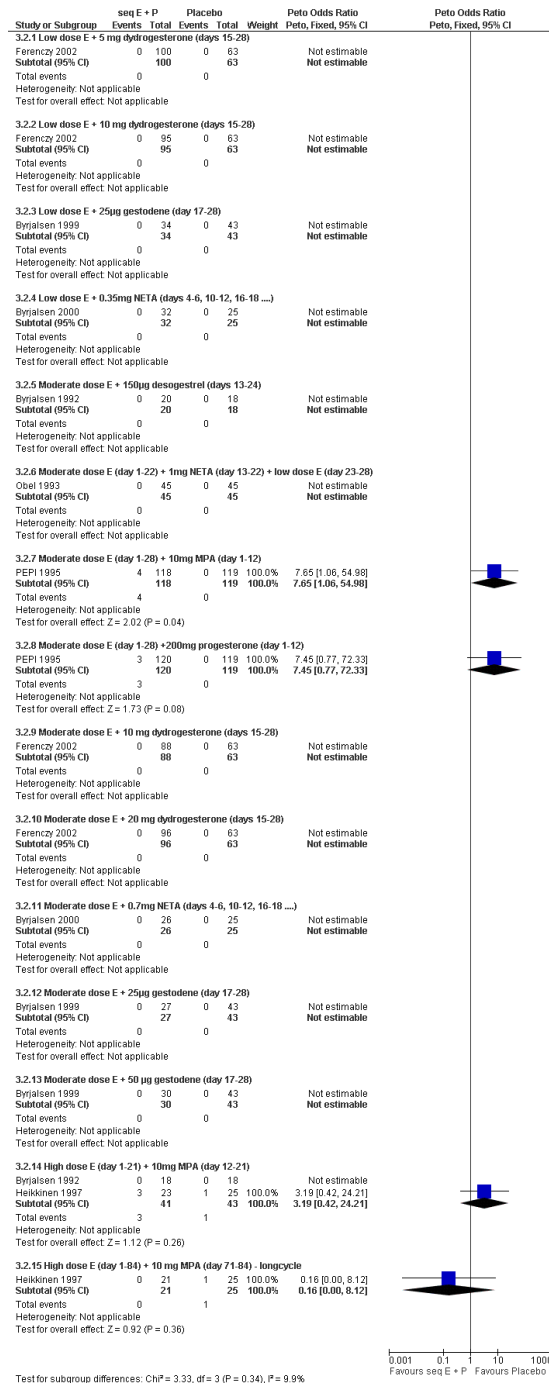 seq E + P Placebo Peto Odds Ratio Peto Odds Ratio
Study or Subgroup Events Total Events Total Weight Peto, Fixed, 95% CI Peto, Fixed, 95% CI
3.2.1 Low dose E + 5 mg dydrogesterone (days 15-28)
Ferenczy 2002 0 100 0 63 Not estimable
Subtotal (95% CI) 100 63 Not estimable
Total events 0 0
Heterogeneity: Not applicable
Test for overall effect: Not applicable
3.2.2 Low dose E + 10 mg dydrogesterone (days 15-28)
Ferenczy 2002 0 95 0 63 Not estimable
Subtotal (95% CI) 95 63 Not estimable
Total events 0 0
Heterogeneity: Not applicable
Test for overall effect: Not applicable
3.2.3 Low dose E + 25µg gestodene (day 17-28)
Byrjalsen 1999 0 34 0 43 Not estimable
Subtotal (95% CI) 34 43 Not estimable
Total events 0 0
Heterogeneity: Not applicable
Test for overall effect: Not applicable
3.2.4 Low dose E + 0.35mg NETA (days 4-6, 10-12, 16-18 ....)
Byrjalsen 2000 0 32 0 25 Not estimable
Subtotal (95% CI) 32 25 Not estimable
Total events 0 0
Heterogeneity: Not applicable
Test for overall effect: Not applicable
3.2.5 Moderate dose E + 150µg desogestrel (days 13-24)
Byrjalsen 1992 0 20 0 18 Not estimable
Subtotal (95% CI) 20 18 Not estimable
Total events 0 0
Heterogeneity: Not applicable
Test for overall effect: Not applicable
3.2.6 Moderate dose E (day 1-22) + 1mg NETA (day 13-22) + low dose E (day 23-28)
Obel 1993 0 45 0 45 Not estimable
Subtotal (95% CI) 45 45 Not estimable
Total events 0 0
Heterogeneity: Not applicable
Test for overall effect: Not applicable
3.2.7 Moderate dose E (day 1-28) + 10mg MPA (day 1-12)
PEPI 1995 4 118 0 119 100.0% 7.65 [1.06, 54.98]
Subtotal (95% CI) 118 119 100.0% 7.65 [1.06, 54.98]
Total events 4 0
Heterogeneity: Not applicable
Test for overall effect: Z = 2.02 (P = 0.04)
3.2.8 Moderate dose E (day 1-28) +200mg progesterone (day 1-12)
PEPI 1995 3 120 0 119 100.0% 7.45 [0.77, 72.33]
Subtotal (95% CI) 120 119 100.0% 7.45 [0.77, 72.33]
Total events 3 0
Heterogeneity: Not applicable
Test for overall effect: Z = 1.73 (P = 0.08)
3.2.9 Moderate dose E + 10 mg dydrogesterone (days 15-28)
Ferenczy 2002 0 88 0 63 Not estimable
Subtotal (95% CI) 88 63 Not estimable
Total events 0 0
Heterogeneity: Not applicable
Test for overall effect: Not applicable
3.2.10 Moderate dose E + 20 mg dydrogesterone (days 15-28)
Ferenczy 2002 0 96 0 63 Not estimable
Subtotal (95% CI) 96 63 Not estimable
Total events 0 0
Heterogeneity: Not applicable
Test for overall effect: Not applicable
3.2.11 Moderate dose E + 0.7mg NETA (days 4-6, 10-12, 16-18 ....)
Byrjalsen 2000 0 26 0 25 Not estimable
Subtotal (95% CI) 26 25 Not estimable
Total events 0 0
Heterogeneity: Not applicable
Test for overall effect: Not applicable
3.2.12 Moderate dose E + 25µg gestodene (day 17-28)
Byrjalsen 1999 0 27 0 43 Not estimable
Subtotal (95% CI) 27 43 Not estimable
Total events 0 0
Heterogeneity: Not applicable
Test for overall effect: Not applicable
3.2.13 Moderate dose E + 50 µg gestodene (day 17-28)
Byrjalsen 1999 0 30 0 43 Not estimable
Subtotal (95% CI) 30 43 Not estimable
Total events 0 0
Heterogeneity: Not applicable
Test for overall effect: Not applicable
3.2.14 High dose E (day 1-21) + 10mg MPA (day 12-21)
Byrjalsen 1992 0 18 0 18 Not estimable
Heikkinen 1997 3 23 1 25 100.0% 3.19 [0.42, 24.21]
Subtotal (95% CI) 41 43 100.0% 3.19 [0.42, 24.21]
Total events 3 1
Heterogeneity: Not applicable
Test for overall effect: Z = 1.12 (P = 0.26)
3.2.15 High dose E (day 1-84) + 10 mg MPA (day 71-84) - longcycle
Heikkinen 1997 0 21 1 25 100.0% 0.16 [0.00, 8.12]
Subtotal (95% CI) 21 25 100.0% 0.16 [0.00, 8.12]
Total events 0 1
Heterogeneity: Not applicable
Test for overall effect: Z = 0.92 (P = 0.36)
0.001 0.1 1 10 1000
Favours seq E + P Favours Placebo
Test for subgroup differences: Chi² = 3.33, df = 3 (P = 0.34), I² = 9.9%